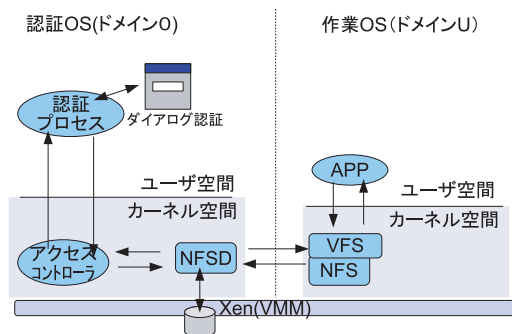 認証OS(ドメイン0)
作業OS(ドメインU)
認証
プロセス
ダイアログ認証
APP
ユーザ空間
カーネル空間
ユーザ空間
カーネル空間
アクセス
コントローラ
NFSD
VFS
NFS
Xen(VMM)